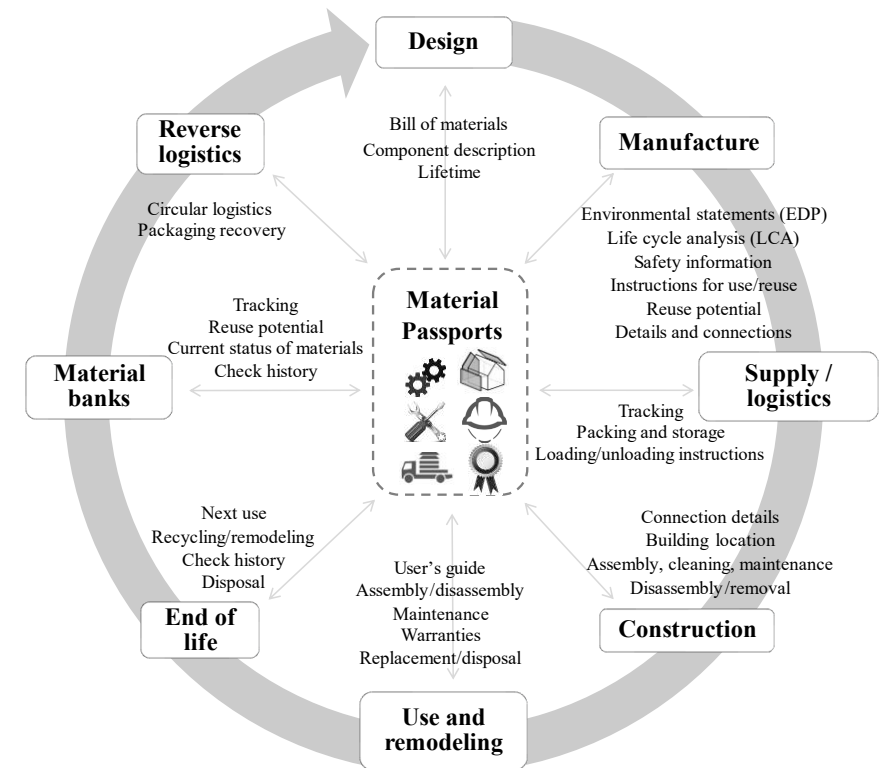 Design
Bill of materials
Component description
Lifetime
Manufacture
Environmental statements (EDP)
Life cycle analysis (LCA)
Safety information
Instructions for use/reuse
Reuse potential
Details and connections
Supply /
logistics
Tracking
Packing and storage
Loading/unloading instructions
Connection details
Building location
Assembly, cleaning, maintenance
Disassembly/removal
Construction
User’s guide
Assembly/disassembly
Maintenance
Warranties
Replacement/disposal
Use and
remodeling
Next use
Recycling/remodeling
Check history
Disposal
End of
life
Tracking
Reuse potential
Current status of materials
Check history
Material
banks
Reverse
logistics
Circular logistics
Packaging recovery
Material
Passports